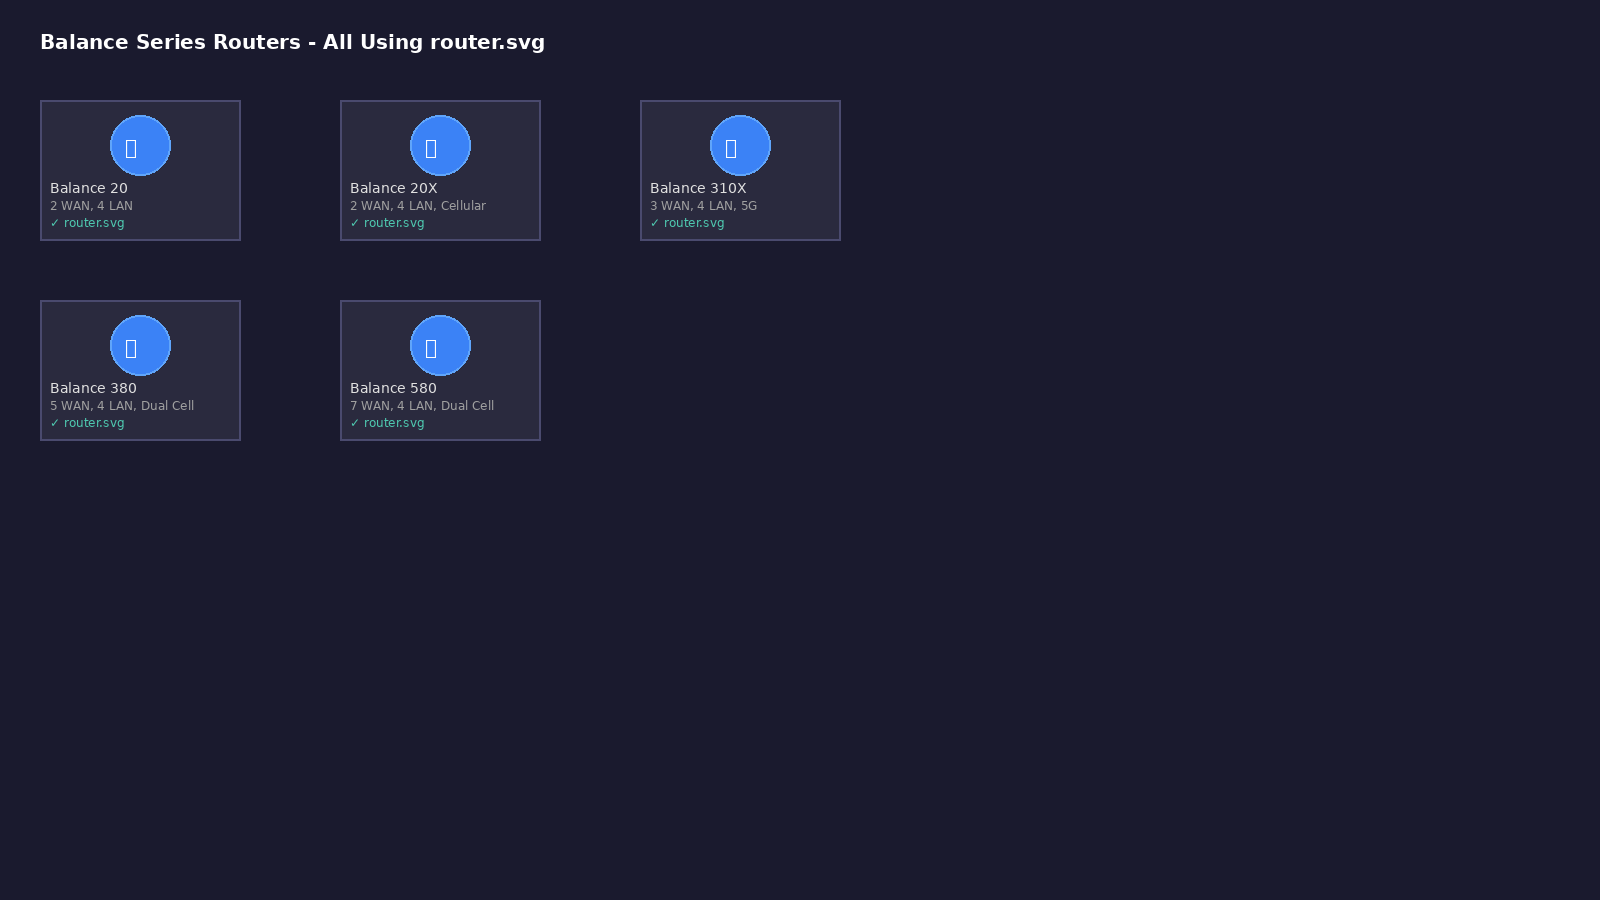 Balance Series Routers - All Using router.svg
Balance 20
2 WAN, 4 LAN
✓ router.svg
Balance 20X
2 WAN, 4 LAN, Cellular
✓ router.svg
Balance 310X
3 WAN, 4 LAN, 5G
✓ router.svg
Balance 380
5 WAN, 4 LAN, Dual Cell
✓ router.svg
Balance 580
7 WAN, 4 LAN, Dual Cell
✓ router.svg